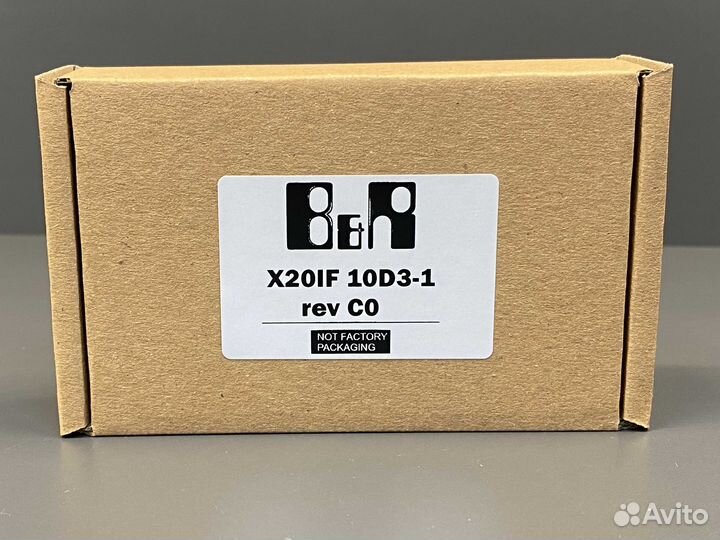 B&R
X20IF 10D3-1
rev C0
NOT FACTORY
PACKAGING
Avito